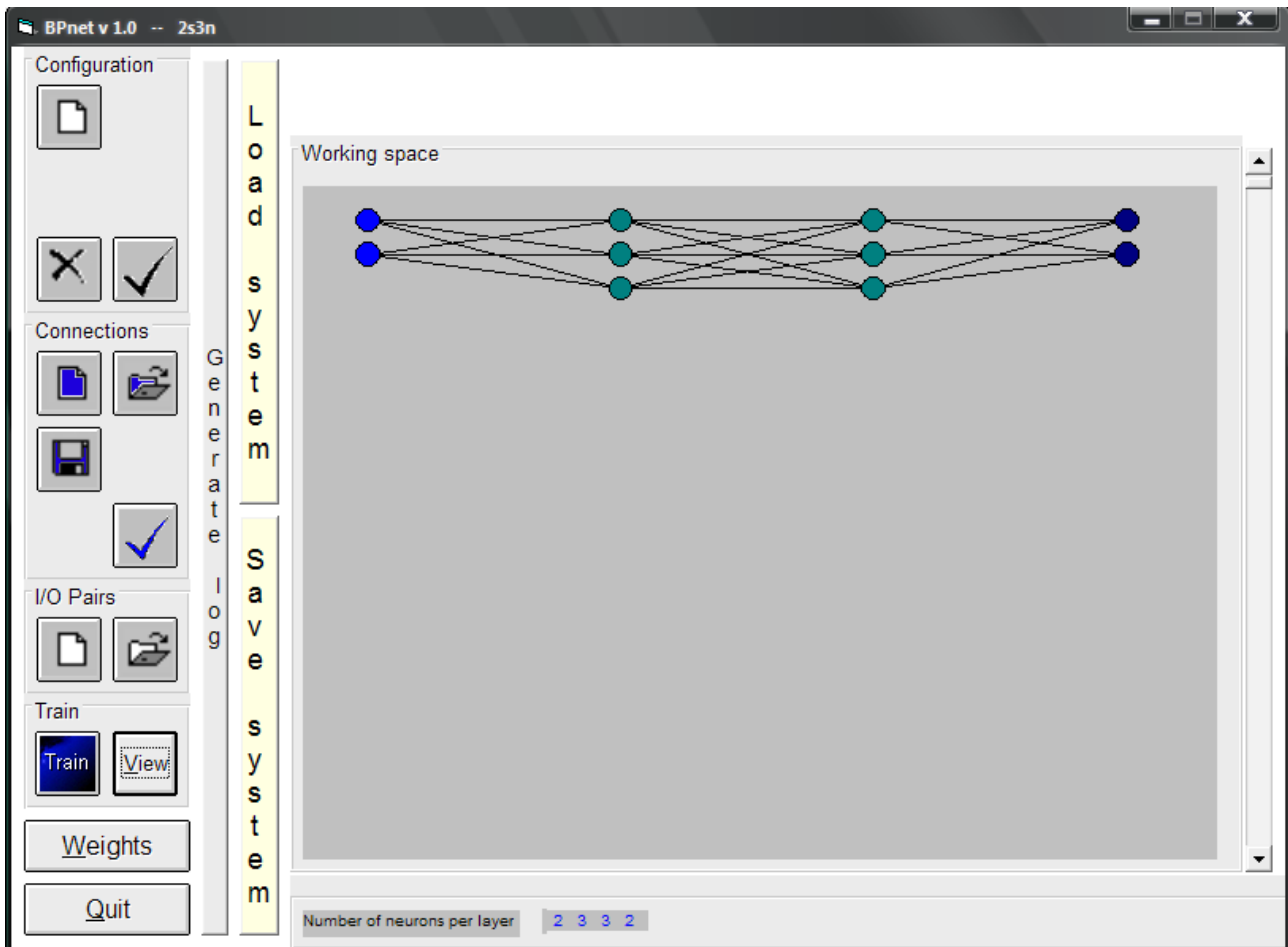 BPnet v 1.0 -- 2s3n
Configuration
Connections
I/O Pairs
Train
Train
View
Weights
Quit
Generate log
Load system
Save system
Working space
Number of neurons per layer
2 3 3 2